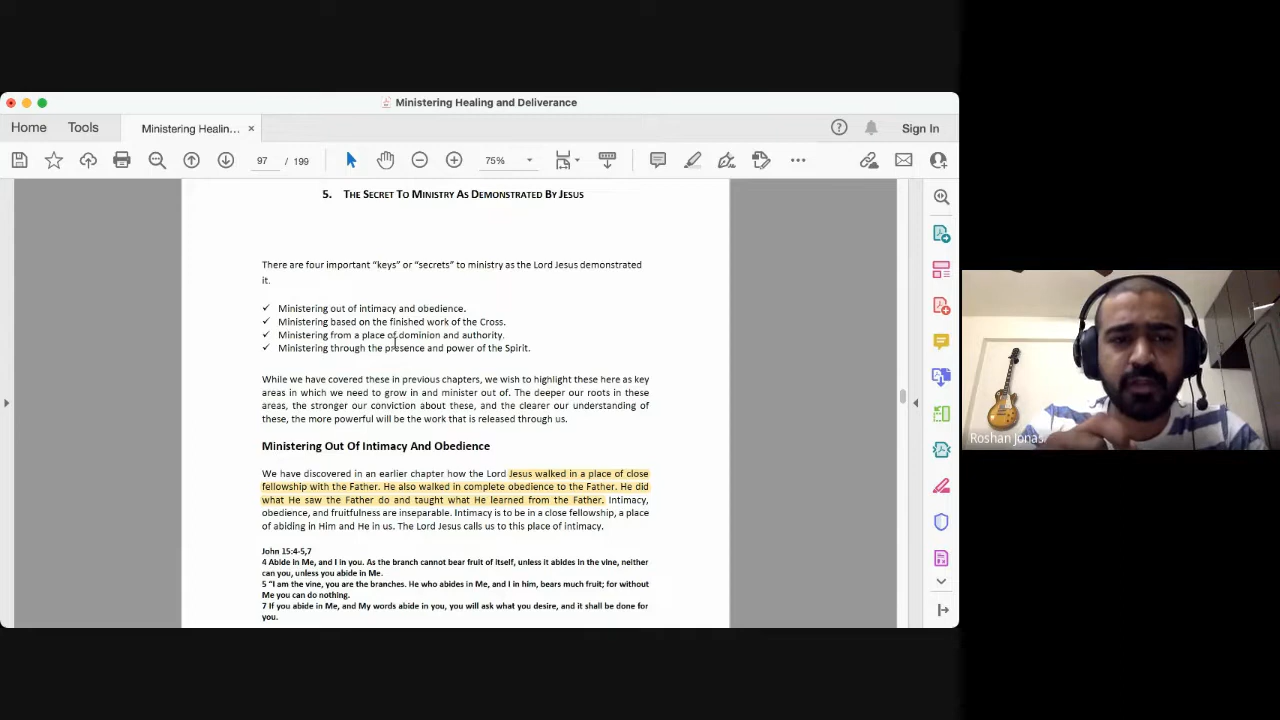 Ministering Healing and Deliverance
Home Tools Ministering Healin... × Sign In
97 / 199 75%
5. THE SECRET TO MINISTRY AS DEMONSTRATED BY JESUS
There are four important “keys” or “secrets” to ministry as the Lord Jesus demonstrated
it.
✓ Ministering out of intimacy and obedience.
✓ Ministering based on the finished work of the Cross.
✓ Ministering from a place of dominion and authority.
✓ Ministering through the presence and power of the Spirit.
While we have covered these in previous chapters, we wish to highlight these here as key
areas in which we need to grow in and minister out of. The deeper our roots in these
areas, the stronger our conviction about these, and the clearer our understanding of
these, the more powerful will be the work that is released through us.
Ministering Out Of Intimacy And Obedience
We have discovered in an earlier chapter how the Lord Jesus walked in a place of close
fellowship with the Father. He also walked in complete obedience to the Father. He did
what He saw the Father do and taught what He learned from the Father. Intimacy,
obedience, and fruitfulness are inseparable. Intimacy is to be in a close fellowship, a place
of abiding in Him and He in us. The Lord Jesus calls us to this place of intimacy.
John 15:4-5,7
4 Abide in Me, and I in you. As the branch cannot bear fruit of itself, unless it abides in the vine, neither
can you, unless you abide in Me.
5 “I am the vine, you are the branches. He who abides in Me, and I in him, bears much fruit; for without
Me you can do nothing.
7 If you abide in Me, and My words abide in you, you will ask what you desire, and it shall be done for
you.
Roshan Jonas